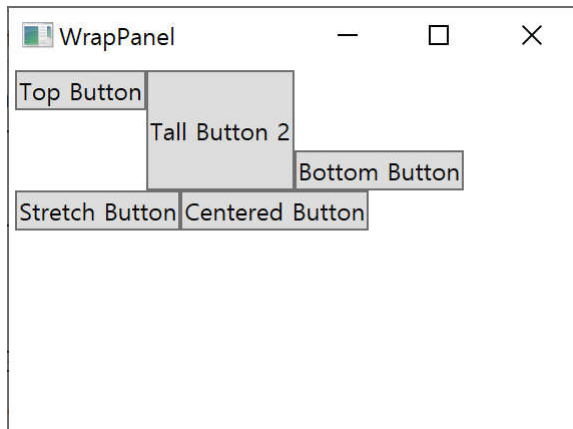 WrapPanel
Top Button
Tall Button 2
Bottom Button
Stretch Button
Centered Button